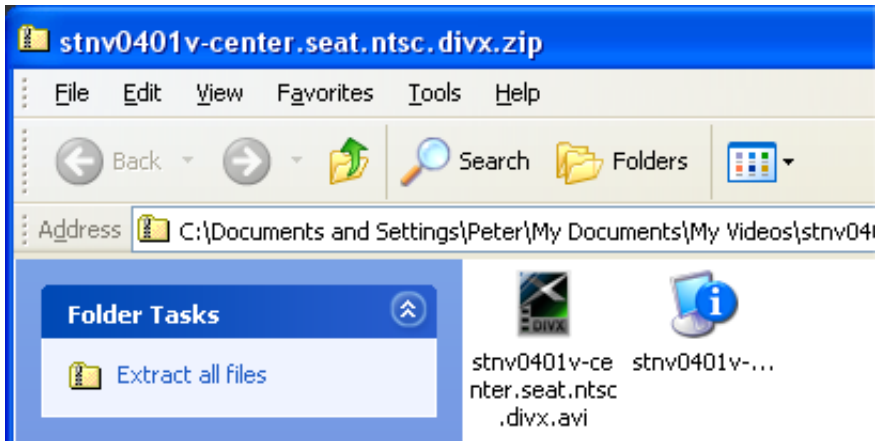 stnv0401v-center.seat.ntsc.divx.zip
File Edit View Favorites Tools Help
Back Search Folders
Address C:\Documents and Settings\Peter\My Documents\My Videos\stnv04
Folder Tasks
Extract all files
DIVX
stnv0401v-ce
nter.seat.ntsc
.divx.avi
stnv0401v-...